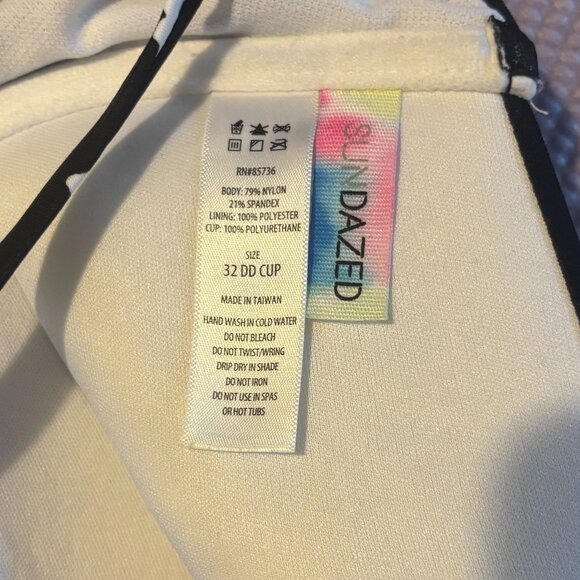 RN#85736
BODY: 79% NYLON
21% SPANDEX
LINING: 100% POLYESTER
CUP: 100% POLYURETHANE
SIZE
32 DD CUP
MADE IN TAIWAN
HAND WASH IN COLD WATER
DO NOT BLEACH
DO NOT TWIST/WRING
DRIP DRY IN SHADE
DO NOT IRON
DO NOT USE IN SPAS
OR HOT TUBS
SUNDAZED